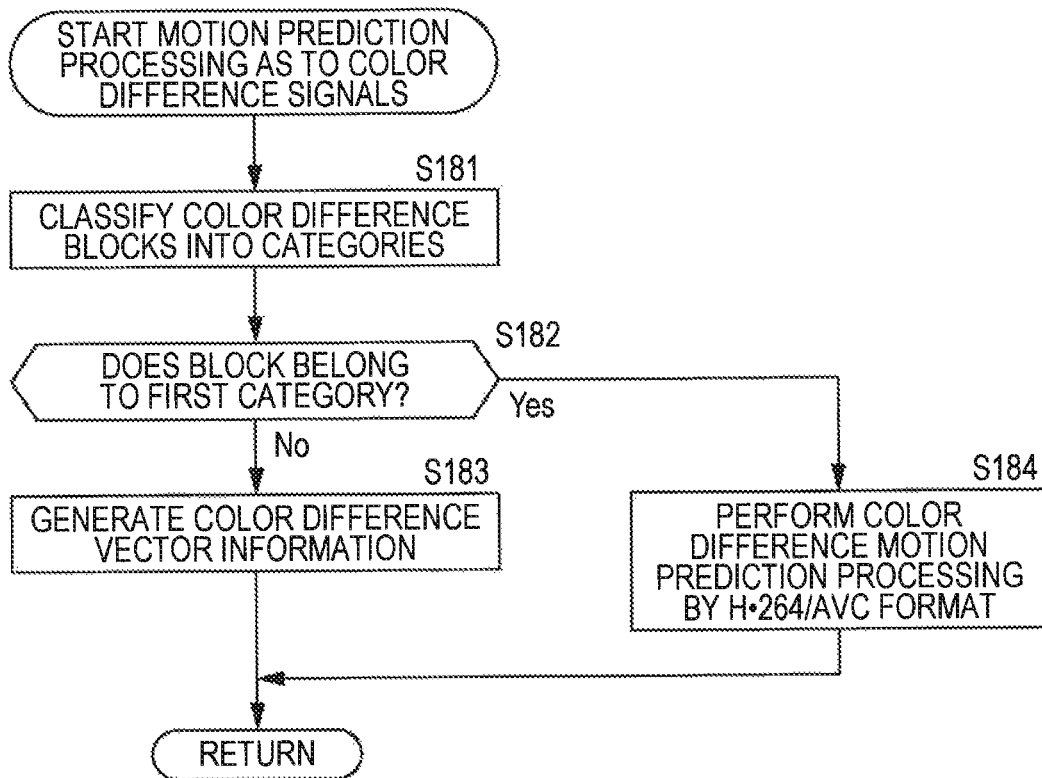 START MOTION PREDICTION
PROCESSING AS TO COLOR
DIFFERENCE SIGNALS
S181
CLASSIFY COLOR DIFFERENCE
BLOCKS INTO CATEGORIES
S182
DOES BLOCK BELONG
TO FIRST CATEGORY?
Yes
No
S183
GENERATE COLOR DIFFERENCE
VECTOR INFORMATION
S184
PERFORM COLOR
DIFFERENCE MOTION
PREDICTION PROCESSING
BY H•264/AVC FORMAT
RETURN